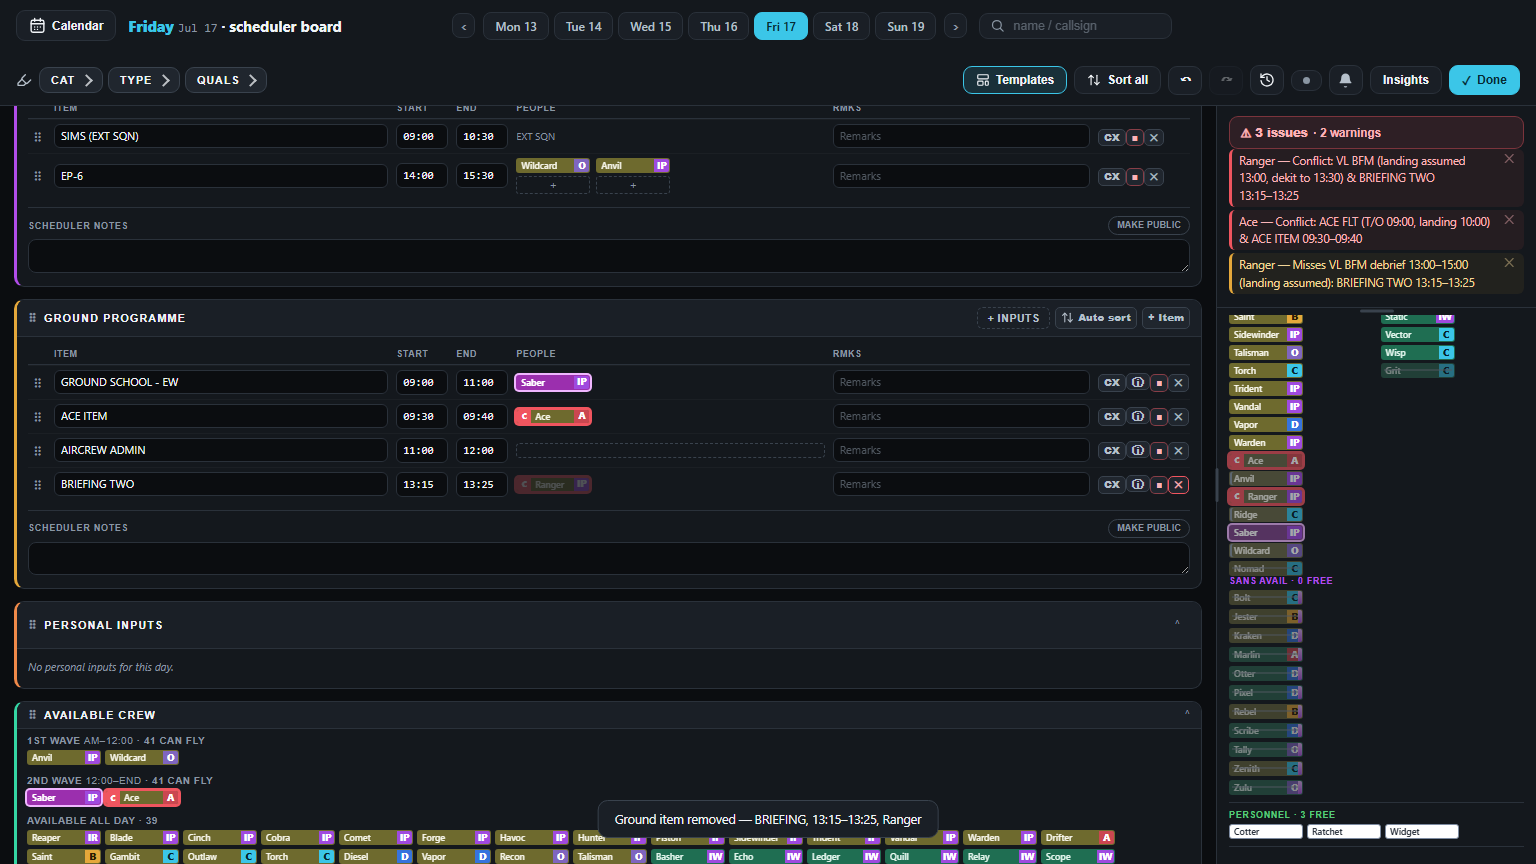 Calendar
Friday Jul 17 · scheduler board
‹ Mon 13 Tue 14 Wed 15 Thu 16 Fri 17 Sat 18 Sun 19 ›
name / callsign
CAT TYPE QUALS
Templates Sort all Insights ✓ Done
ITEM START END PEOPLE RMKS
SIMS (EXT SQN) 09:00 10:30 EXT SQN Remarks CX
EP-6 14:00 15:30 Wildcard O Anvil IP Remarks CX
+ +
SCHEDULER NOTES MAKE PUBLIC
GROUND PROGRAMME + INPUTS Auto sort + Item
ITEM START END PEOPLE RMKS
GROUND SCHOOL - EW 09:00 11:00 Saber IP Remarks CX
ACE ITEM 09:30 09:40 C Ace A Remarks CX
AIRCREW ADMIN 11:00 12:00 Remarks CX
BRIEFING TWO 13:15 13:25 C Ranger IP Remarks CX
SCHEDULER NOTES MAKE PUBLIC
PERSONAL INPUTS
No personal inputs for this day.
AVAILABLE CREW
1ST WAVE AM–12:00 · 41 CAN FLY
Anvil IP Wildcard O
2ND WAVE 12:00–END · 41 CAN FLY
Saber IP C Ace A
AVAILABLE ALL DAY · 39
Reaper IR Blade IP Cinch IP Cobra IP Comet IP Forge IP Havoc IP Hunter Piston Sidewinder Trident Vandal IP Warden IP Drifter A
Saint B Gambit C Outlaw C Torch C Diesel D Vapor D Recon O Talisman O Basher IW Echo IW Ledger IW Quill IW Relay IW Scope IW
Ground item removed — BRIEFING, 13:15–13:25, Ranger
⚠ 3 issues · 2 warnings
Ranger — Conflict: VL BFM (landing assumed
13:00, dekit to 13:30) & BRIEFING TWO
13:15–13:25
Ace — Conflict: ACE FLT (T/O 09:00, landing 10:00)
& ACE ITEM 09:30–09:40
Ranger — Misses VL BFM debrief 13:00–15:00
(landing assumed): BRIEFING TWO 13:15–13:25
Saint B Static IW
Sidewinder IP Vector C
Talisman O Wisp C
Torch C Grit C
Trident IP
Vandal IP
Vapor D
Warden IP
C Ace A
Anvil IP
C Ranger IP
Ridge C
Saber IP
Wildcard O
Nomad C
SANS AVAIL · 0 FREE
Bolt C
Jester B
Kraken D
Marlin A
Otter D
Pixel D
Rebel B
Scribe D
Tally O
Zenith C
Zulu O
PERSONNEL · 3 FREE
Cotter Ratchet Widget